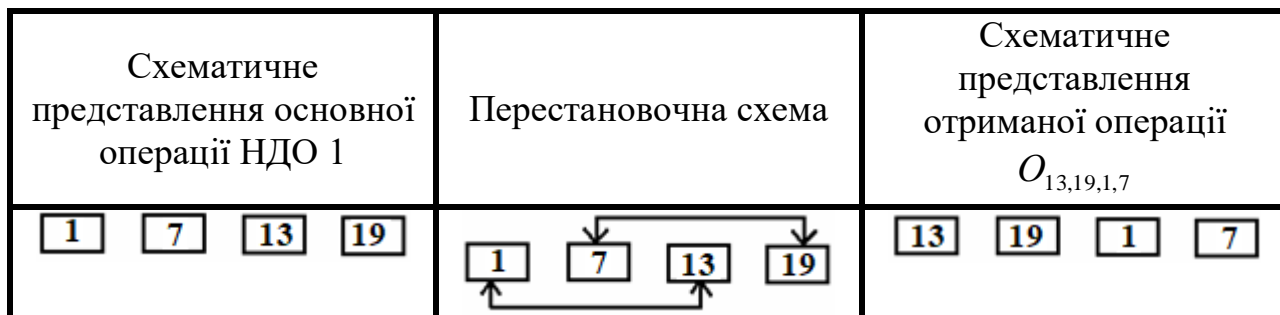 Схематичне
представлення основної
операції НДО 1
Перестановочна схема
Схематичне
представлення
отриманої операції
O13,19,1,7
1 7 13 19
1 7 13 19
13 19 1 7